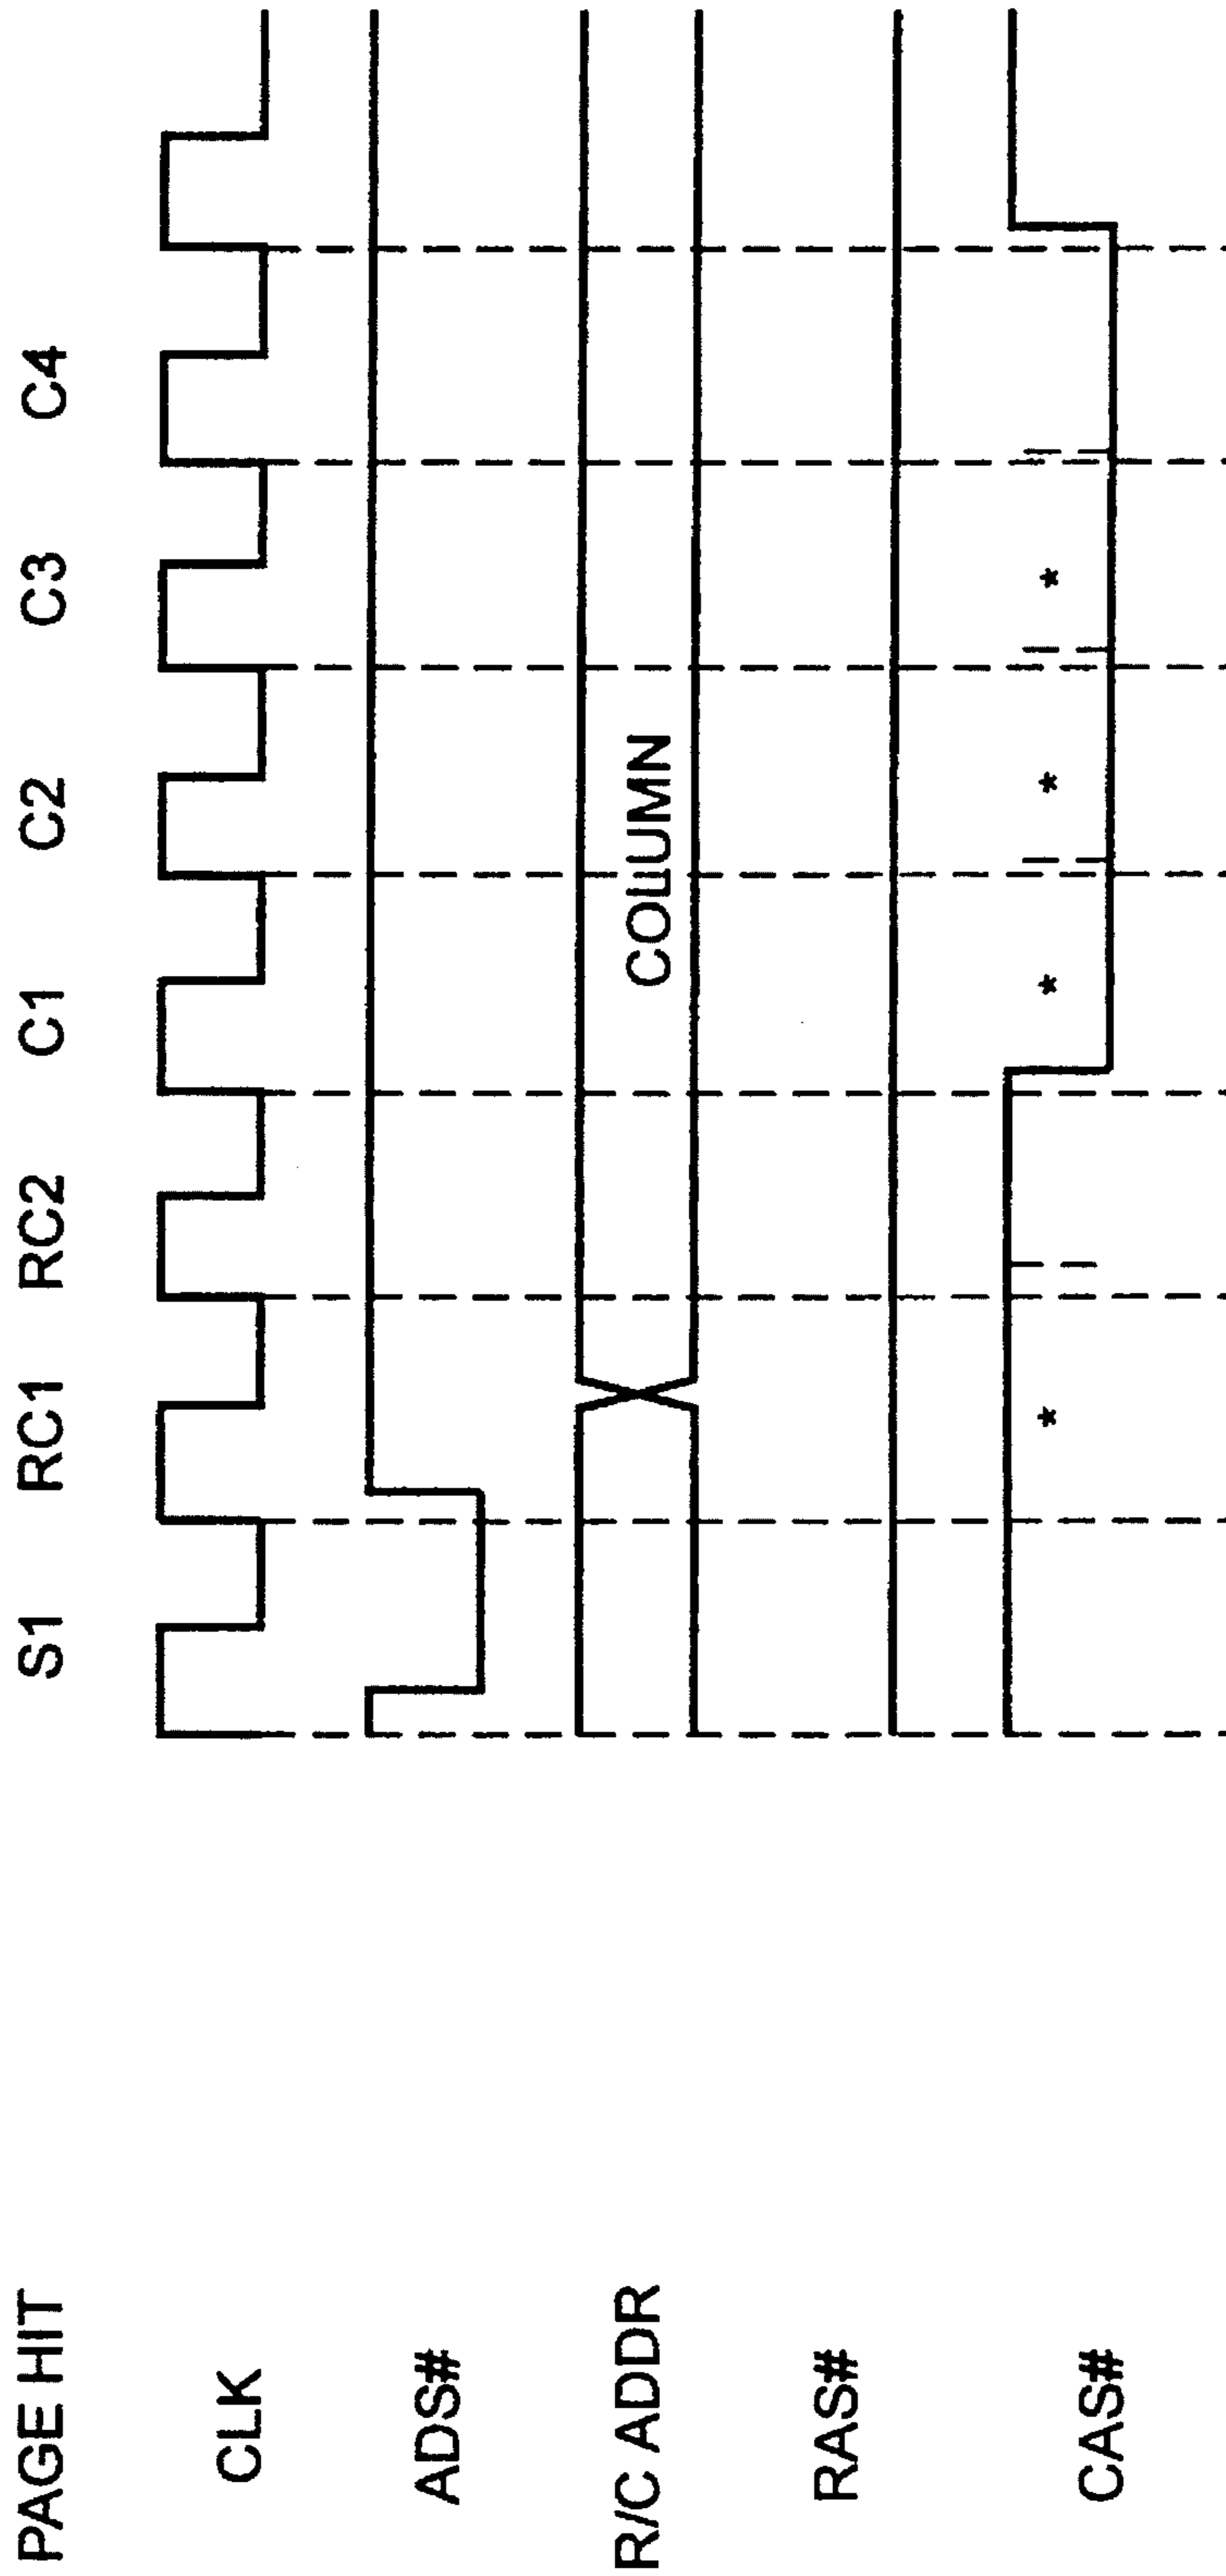 PAGE HIT S1 RC1 RC2 C1 C2 C3 C4
CLK
ADS#
R/C ADDR COLUMN
RAS#
CAS# * * * *